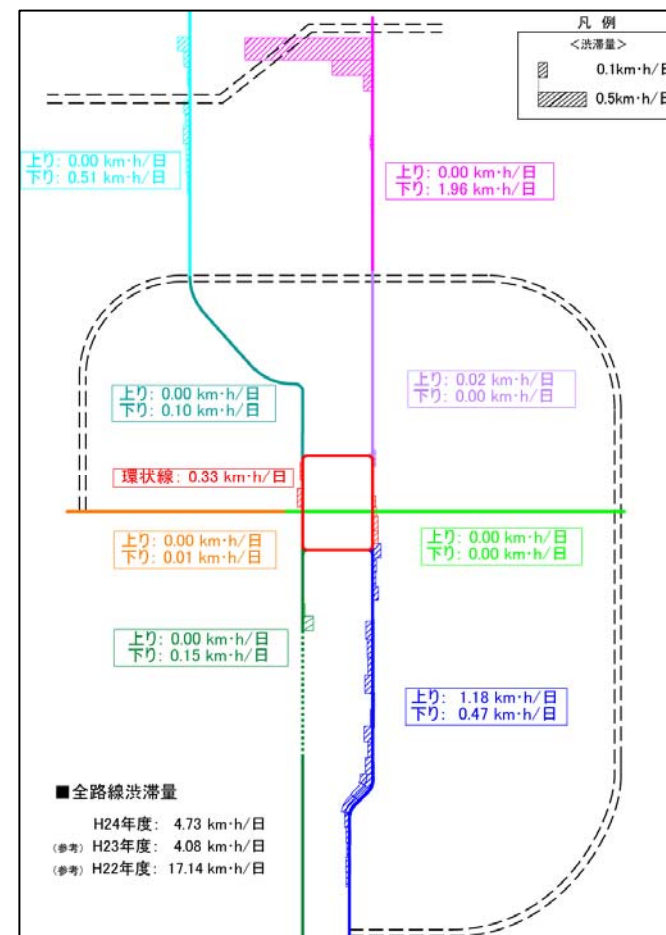 凡 例
<渋滞量>
0.1km·h/日
0.5km·h/日
上り: 0.00 km·h/日
下り: 0.51 km·h/日
上り: 0.00 km·h/日
下り: 1.96 km·h/日
上り: 0.00 km·h/日
下り: 0.10 km·h/日
上り: 0.02 km·h/日
下り: 0.00 km·h/日
環状線: 0.33 km·h/日
上り: 0.00 km·h/日
下り: 0.01 km·h/日
上り: 0.00 km·h/日
下り: 0.00 km·h/日
上り: 0.00 km·h/日
下り: 0.15 km·h/日
上り: 1.18 km·h/日
下り: 0.47 km·h/日
■全路線渋滞量
H24年度: 4.73 km·h/日
(参考) H23年度: 4.08 km·h/日
(参考) H22年度: 17.14 km·h/日